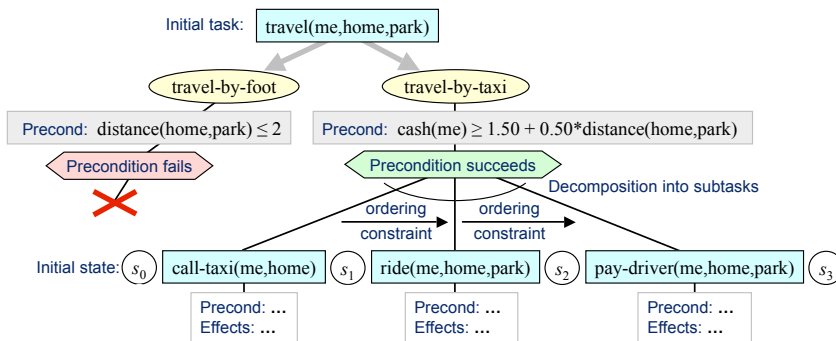 Initial task: travel(me,home,park)
travel-by-foot travel-by-taxi
Precond: distance(home,park) ≤ 2 Precond: cash(me) ≥ 1.50 + 0.50*distance(home,park)
Precondition fails Precondition succeeds
Decomposition into subtasks
ordering ordering
constraint constraint
Initial state: s0 call-taxi(me,home) s1 ride(me,home,park) s2 pay-driver(me,home,park) s3
Precond: ... Precond: ... Precond: ...
Effects: ... Effects: ... Effects: ...